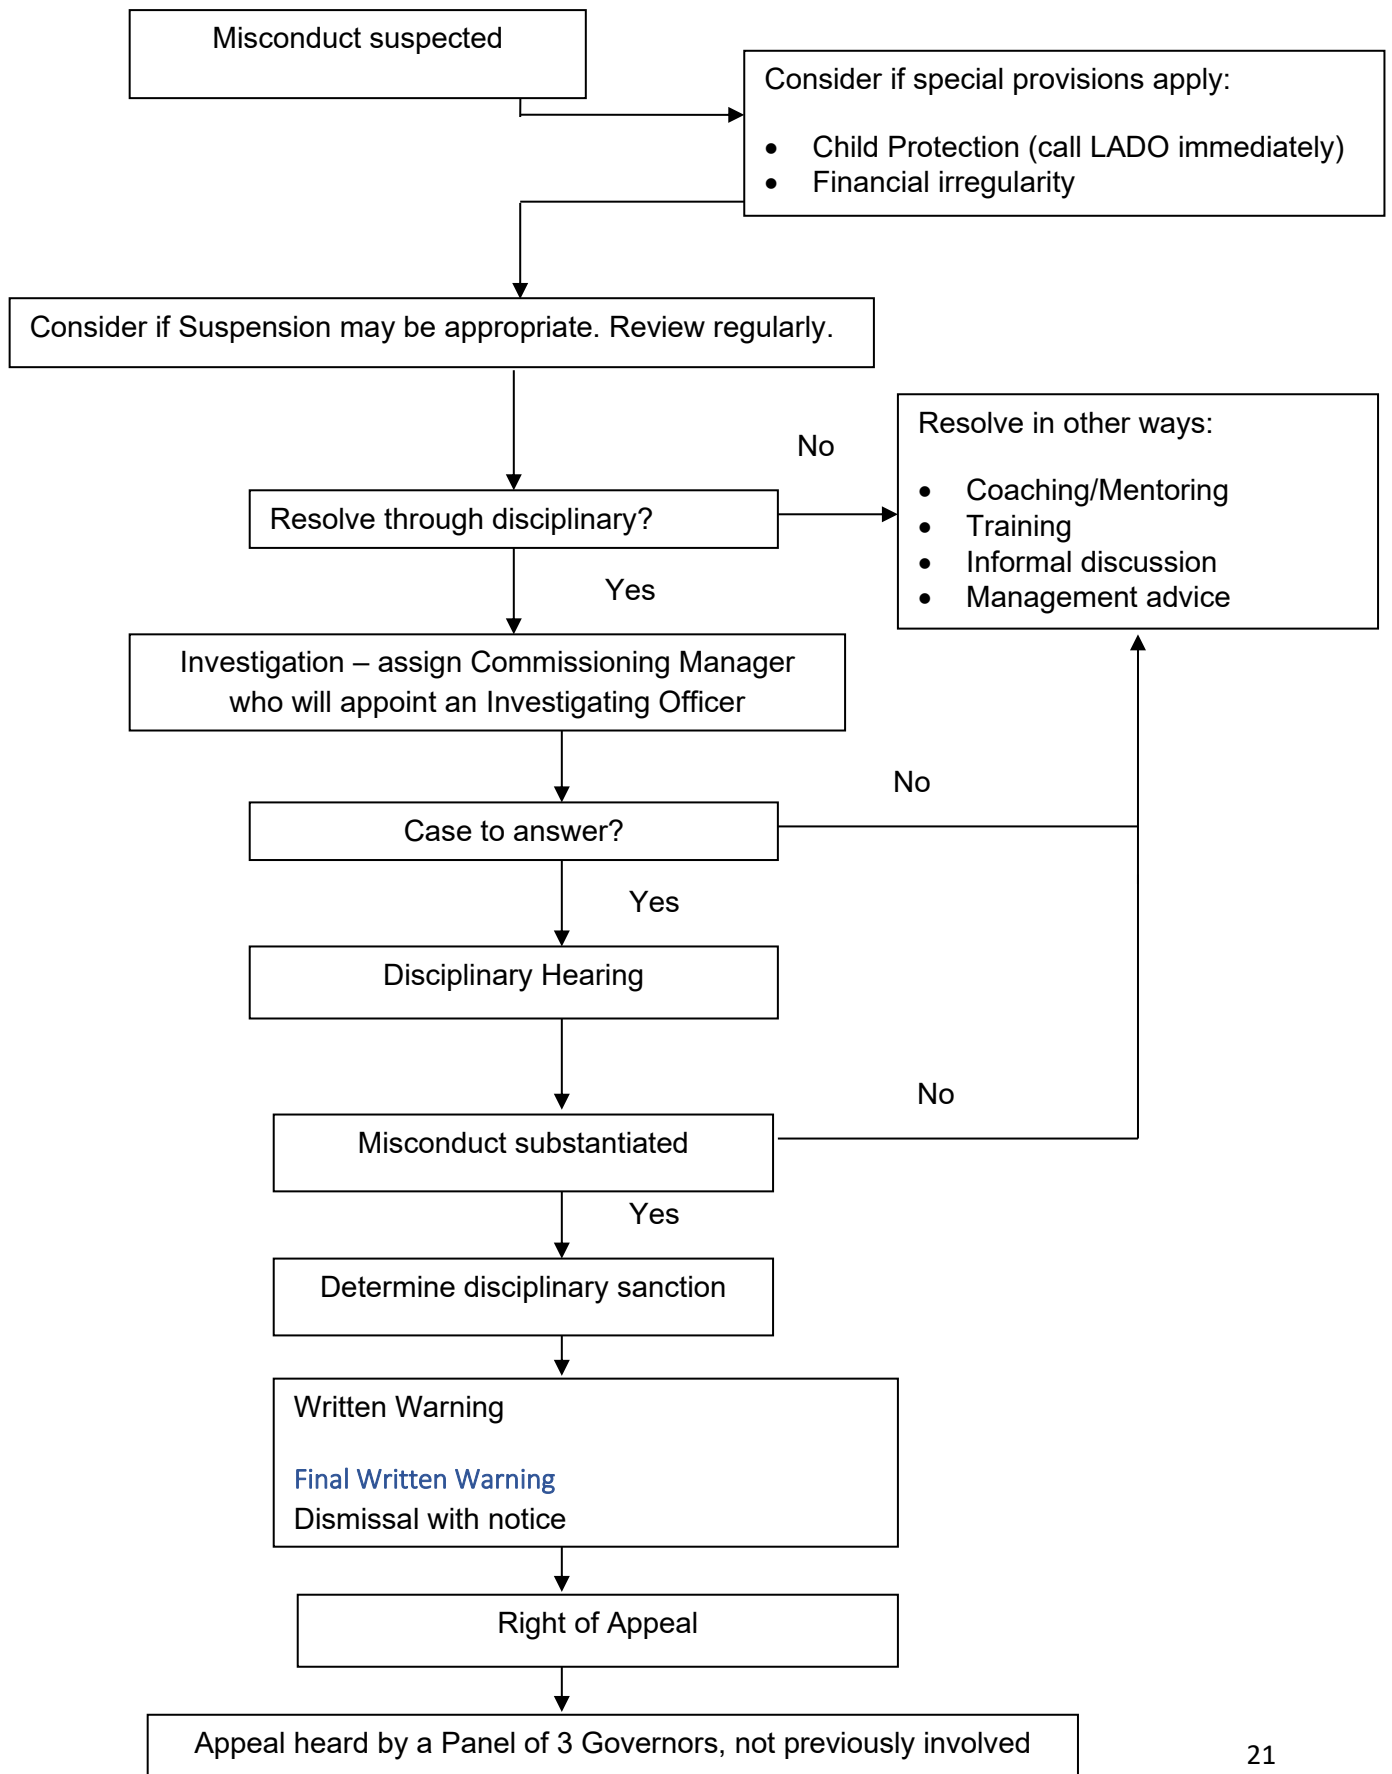 Misconduct suspected
Consider if special provisions apply:
• Child Protection (call LADO immediately)
• Financial irregularity
Consider if Suspension may be appropriate. Review regularly.
No
Resolve in other ways:
• Coaching/Mentoring
• Training
• Informal discussion
• Management advice
Resolve through disciplinary?
Yes
Investigation – assign Commissioning Manager
who will appoint an Investigating Officer
No
Case to answer?
Yes
Disciplinary Hearing
No
Misconduct substantiated
Yes
Determine disciplinary sanction
Written Warning
Final Written Warning
Dismissal with notice
Right of Appeal
Appeal heard by a Panel of 3 Governors, not previously involved
21